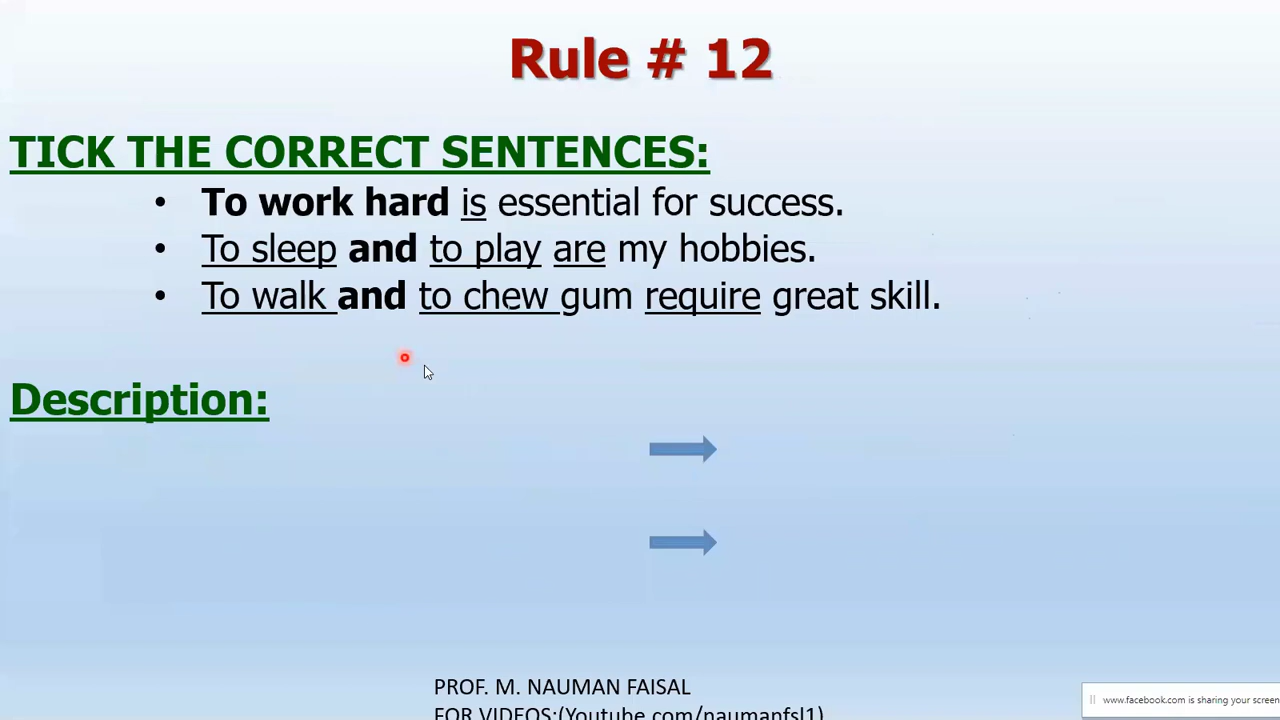 Rule # 12
TICK THE CORRECT SENTENCES:
• To work hard is essential for success.
• To sleep and to play are my hobbies.
• To walk and to chew gum require great skill.
Description:
PROF. M. NAUMAN FAISAL
FOR VIDEOS:(Youtube.com/naumanfsl1)
www.facebook.com is sharing your screen